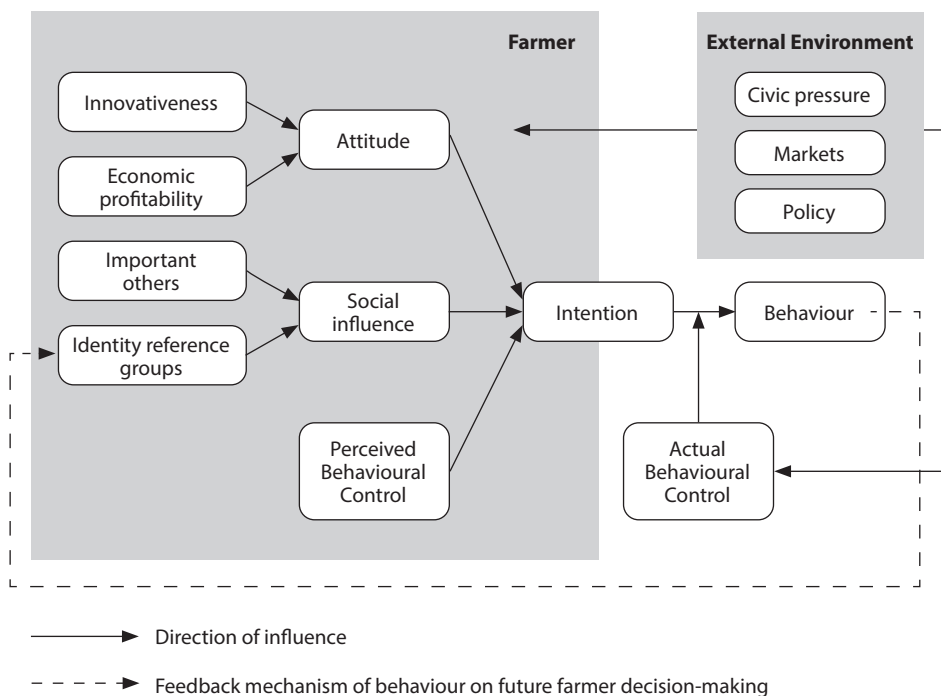 Farmer
External Environment
Innovativeness
Economic
profitability
Attitude
Important
others
Identity reference
groups
Social
influence
Perceived
Behavioural
Control
Intention
Behaviour
Actual
Behavioural
Control
Civic pressure
Markets
Policy
Direction of influence
Feedback mechanism of behaviour on future farmer decision-making